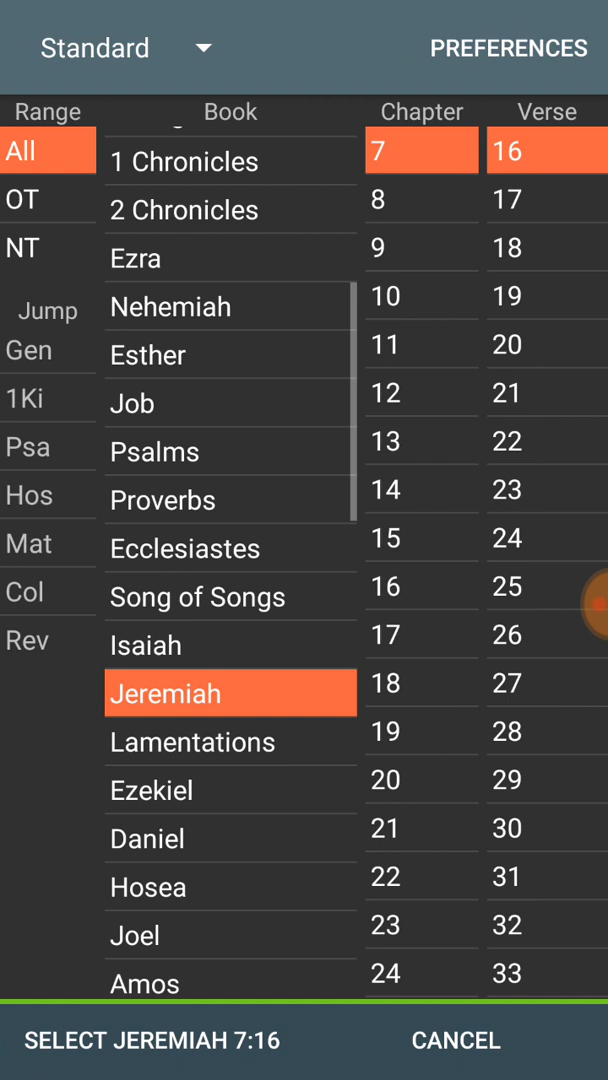 Standard
PREFERENCES
Range
Book
Chapter
Verse
All
OT
NT
Jump
Gen
1Ki
Psa
Hos
Mat
Col
Rev
1 Chronicles
2 Chronicles
Ezra
Nehemiah
Esther
Job
Psalms
Proverbs
Ecclesiastes
Song of Songs
Isaiah
Jeremiah
Lamentations
Ezekiel
Daniel
Hosea
Joel
Amos
7
8
9
10
11
12
13
14
15
16
17
18
19
20
21
22
23
24
16
17
18
19
20
21
22
23
24
25
26
27
28
29
30
31
32
33
SELECT JEREMIAH 7:16
CANCEL